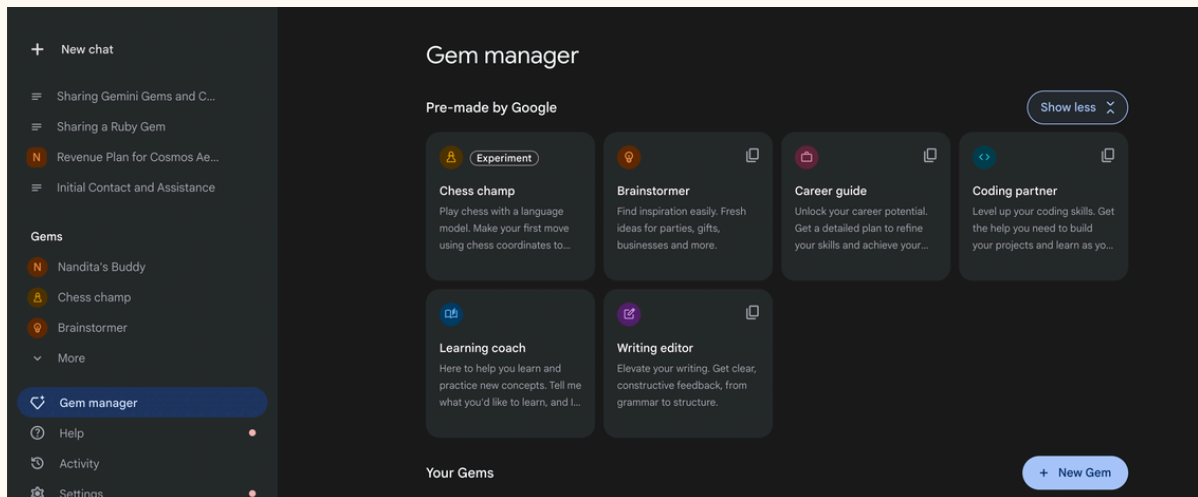 New chat
Sharing Gemini Gems and C...
Sharing a Ruby Gem
N Revenue Plan for Cosmos Ae...
Initial Contact and Assistance
Gems
N Nandita's Buddy
Chess champ
Brainstormer
More
Gem manager
Help
Activity
Settings
Gem manager
Pre-made by Google
Show less
Experiment
Chess champ
Play chess with a language
model. Make your first move
using chess coordinates to...
Brainstormer
Find inspiration easily. Fresh
ideas for parties, gifts,
businesses and more.
Career guide
Unlock your career potential.
Get a detailed plan to refine
your skills and achieve your...
Coding partner
Level up your coding skills. Get
the help you need to build
your projects and learn as yo...
Learning coach
Here to help you learn and
practice new concepts. Tell me
what you'd like to learn, and I...
Writing editor
Elevate your writing. Get clear,
constructive feedback, from
grammar to structure.
Your Gems
+ New Gem